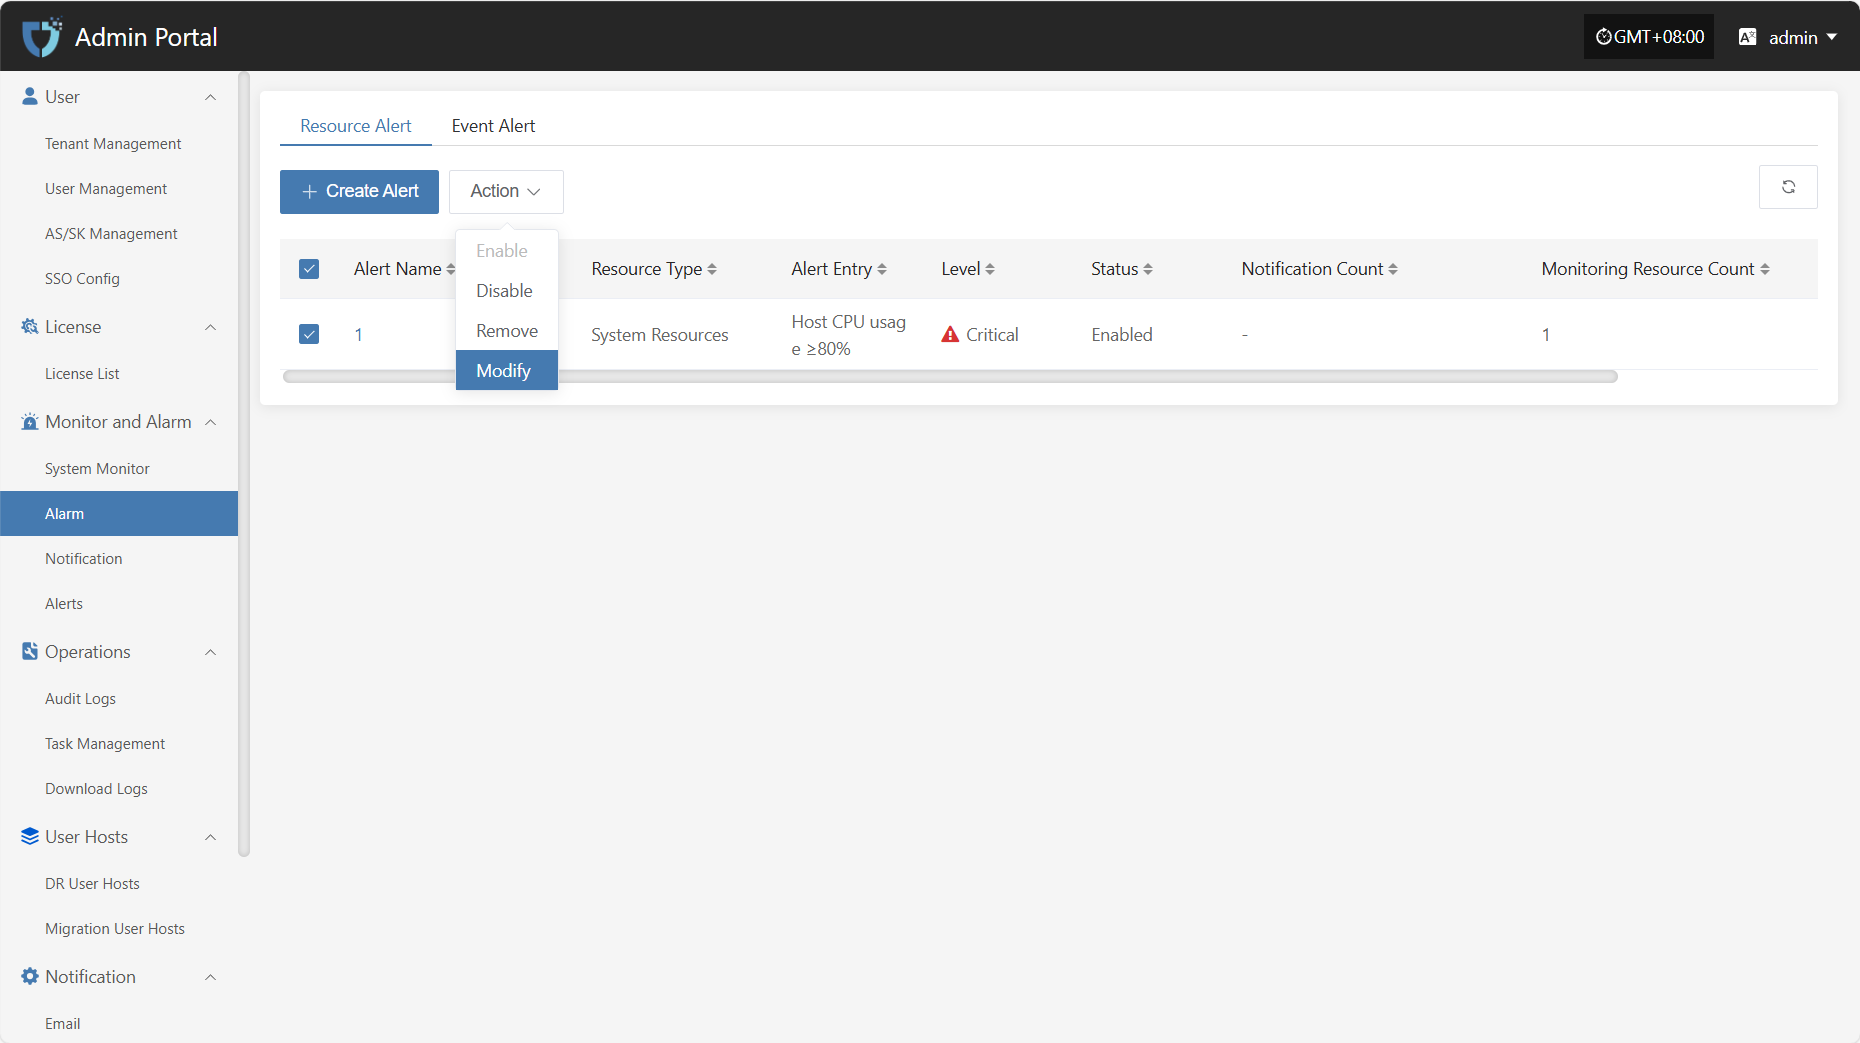 Admin Portal
GMT+08:00
admin
User
Tenant Management
User Management
AS/SK Management
SSO Config
License
License List
Monitor and Alarm
System Monitor
Alarm
Notification
Alerts
Operations
Audit Logs
Task Management
Download Logs
User Hosts
DR User Hosts
Migration User Hosts
Notification
Email
Resource Alert
Event Alert
Create Alert
Action
Enable
Disable
Remove
Modify
Alert Name
Resource Type
Alert Entry
Level
Status
Notification Count
Monitoring Resource Count
1
System Resources
Host CPU usag
e ≥80%
Critical
Enabled
-
1